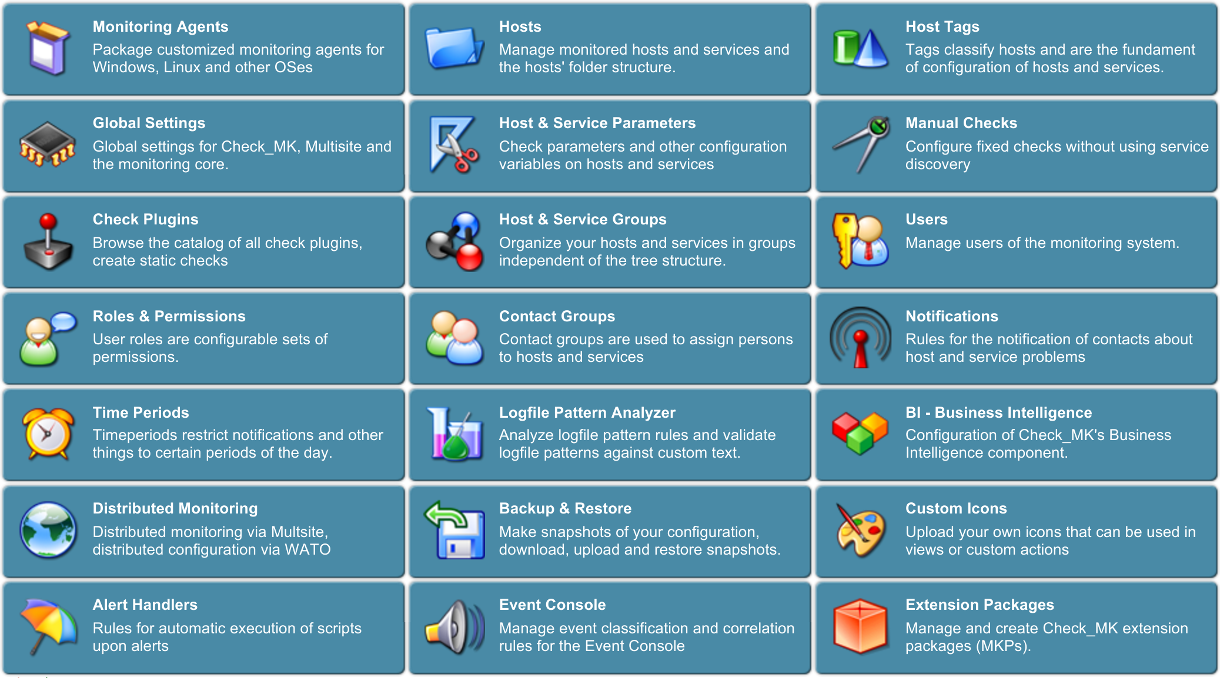 Monitoring Agents
Package customized monitoring agents for
Windows, Linux and other OSes
Hosts
Manage monitored hosts and services and
the hosts' folder structure.
Host Tags
Tags classify hosts and are the fundament
of configuration of hosts and services.
Global Settings
Global settings for Check_MK, Multisite and
the monitoring core.
Host & Service Parameters
Check parameters and other configuration
variables on hosts and services
Manual Checks
Configure fixed checks without using service
discovery
Check Plugins
Browse the catalog of all check plugins,
create static checks
Host & Service Groups
Organize your hosts and services in groups
independent of the tree structure.
Users
Manage users of the monitoring system.
Roles & Permissions
User roles are configurable sets of
permissions.
Contact Groups
Contact groups are used to assign persons
to hosts and services
Notifications
Rules for the notification of contacts about
host and service problems
Time Periods
Timeperiods restrict notifications and other
things to certain periods of the day.
Logfile Pattern Analyzer
Analyze logfile pattern rules and validate
logfile patterns against custom text.
BI - Business Intelligence
Configuration of Check_MK's Business
Intelligence component.
Distributed Monitoring
Distributed monitoring via Multsite,
distributed configuration via WATO
Backup & Restore
Make snapshots of your configuration,
download, upload and restore snapshots.
Custom Icons
Upload your own icons that can be used in
views or custom actions
Alert Handlers
Rules for automatic execution of scripts
upon alerts
Event Console
Manage event classification and correlation
rules for the Event Console
Extension Packages
Manage and create Check_MK extension
packages (MKPs).